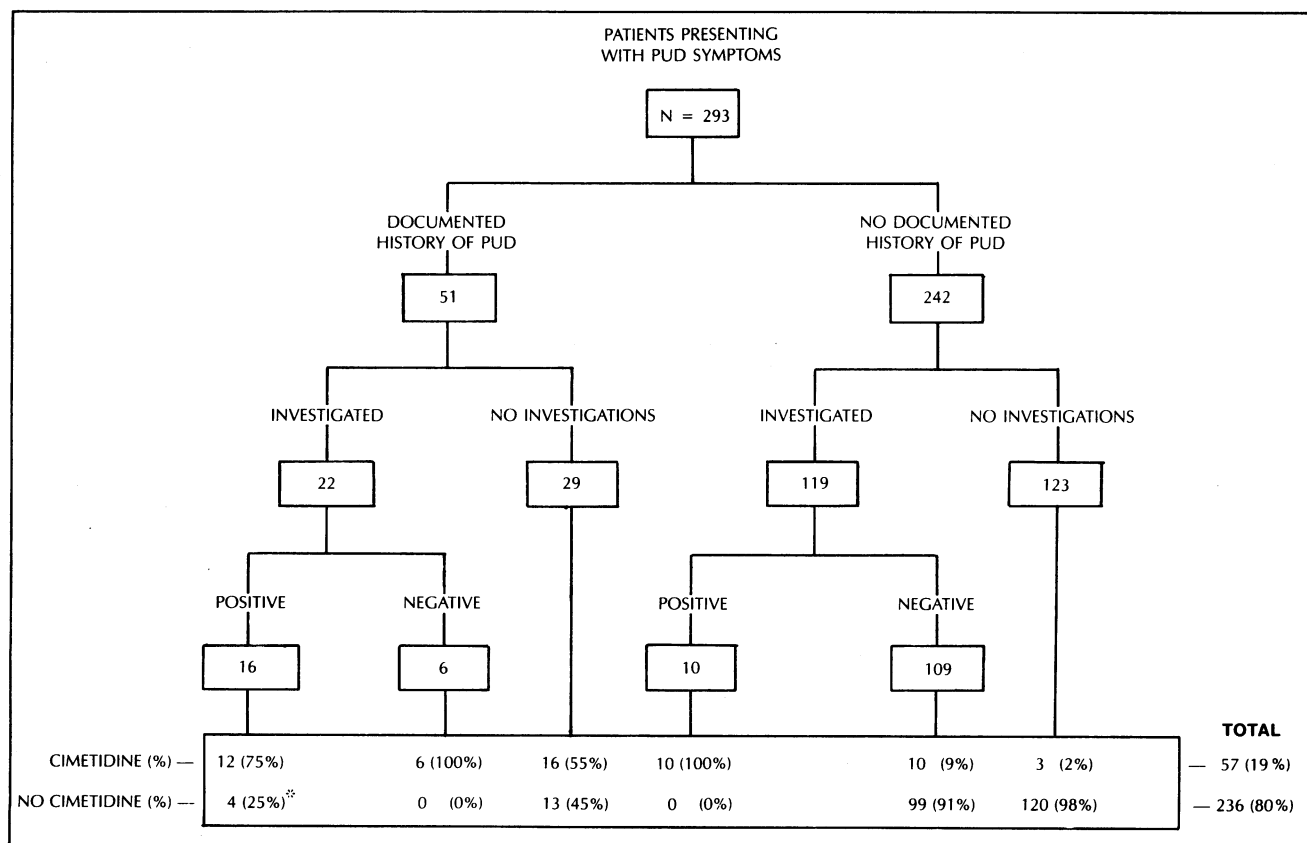 PATIENTS PRESENTING
WITH PUD SYMPTOMS
N = 293
DOCUMENTED
HISTORY OF PUD
NO DOCUMENTED
HISTORY OF PUD
51
242
INVESTIGATED
NO INVESTIGATIONS
INVESTIGATED
NO INVESTIGATIONS
22
29
119
123
POSITIVE
NEGATIVE
POSITIVE
NEGATIVE
16
6
10
109
TOTAL
CIMETIDINE (%) — 12 (75%) 6 (100%) 16 (55%) 10 (100%) 10 (9%) 3 (2%) — 57 (19%)
NO CIMETIDINE (%) — 4 (25%)* 0 (0%) 13 (45%) 0 (0%) 99 (91%) 120 (98%) — 236 (80%)